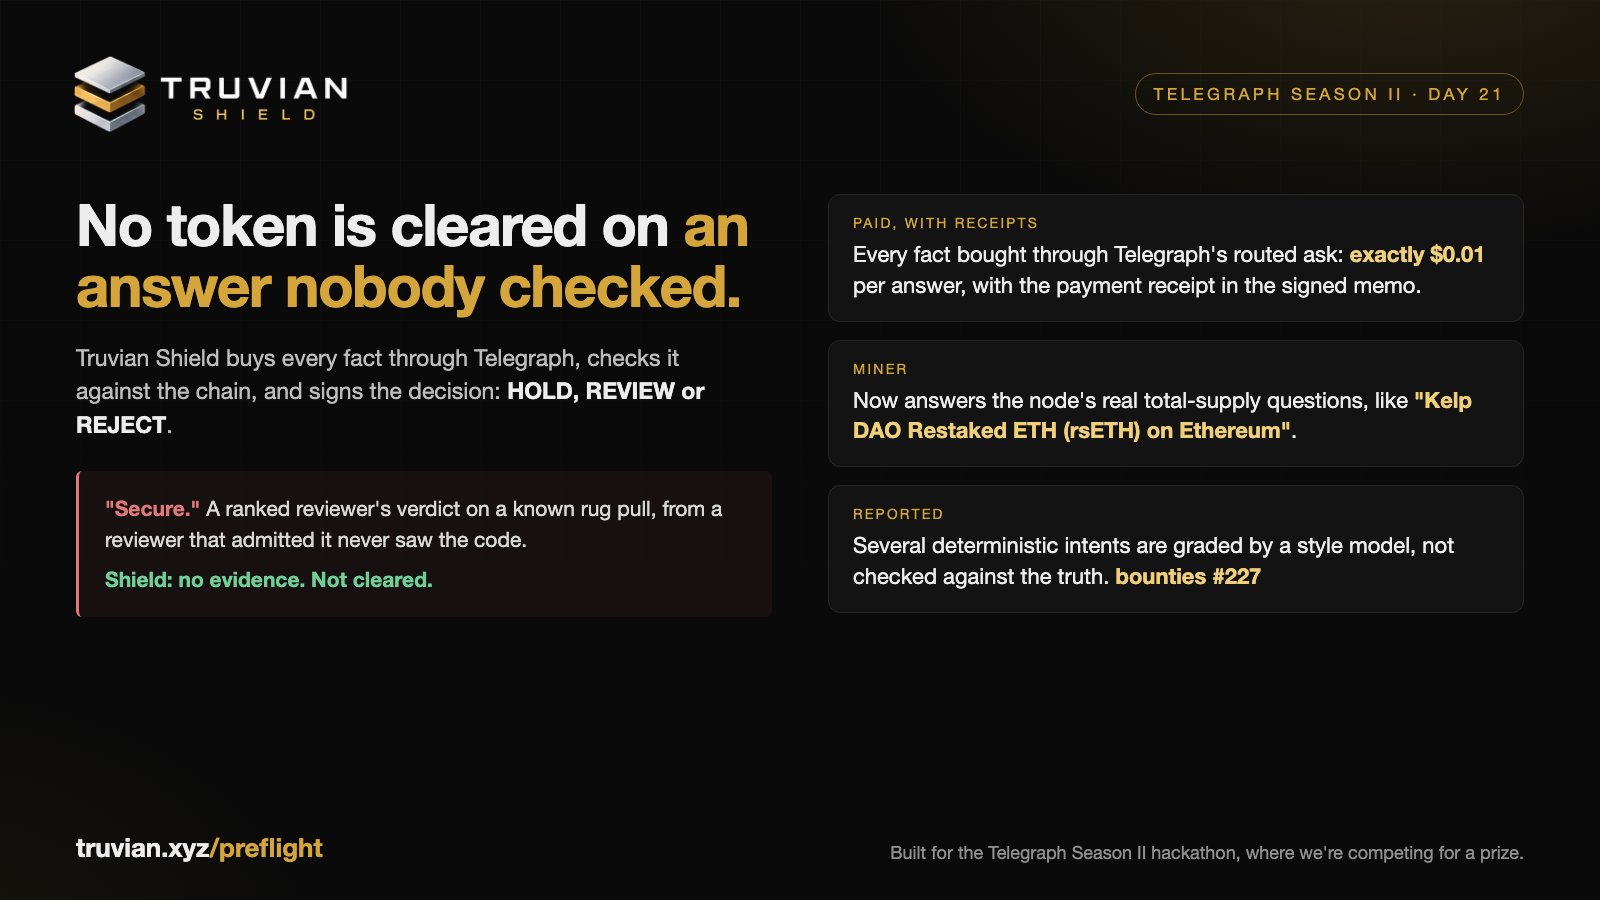 TRUVIAN
SHIELD
TELEGRAPH SEASON II · DAY 21
No token is cleared on an
answer nobody checked.
Truvian Shield buys every fact through Telegraph, checks it
against the chain, and signs the decision: HOLD, REVIEW or
REJECT.
"Secure." A ranked reviewer's verdict on a known rug pull, from a
reviewer that admitted it never saw the code.
Shield: no evidence. Not cleared.
PAID, WITH RECEIPTS
Every fact bought through Telegraph's routed ask: exactly $0.01
per answer, with the payment receipt in the signed memo.
MINER
Now answers the node's real total-supply questions, like "Kelp
DAO Restaked ETH (rsETH) on Ethereum".
REPORTED
Several deterministic intents are graded by a style model, not
checked against the truth. bounties #227
truvian.xyz/preflight
Built for the Telegraph Season II hackathon, where we're competing for a prize.